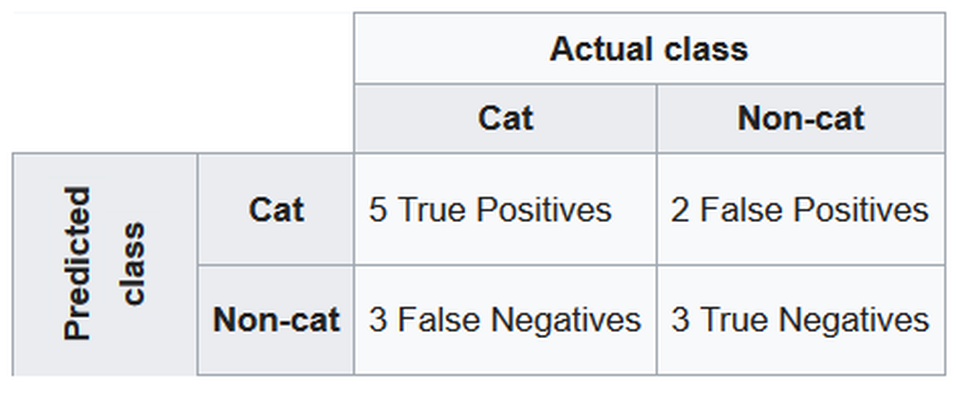 Actual class
Cat
Non-cat
Predicted
class
Cat
5 True Positives
2 False Positives
Non-cat
3 False Negatives
3 True Negatives